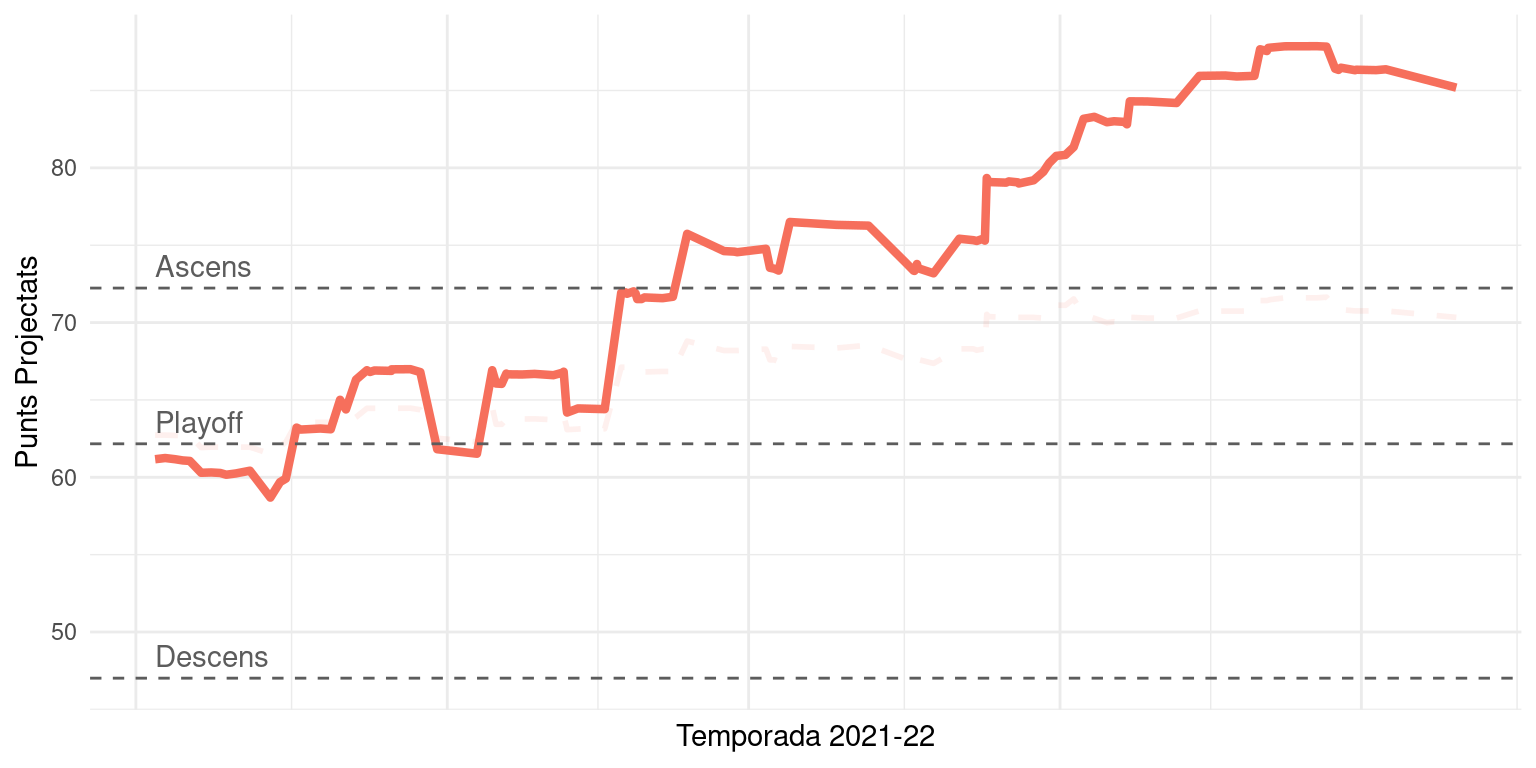 Punts Projectats
80
70
60
50
Ascens
Playoff
Descens
Temporada 2021-22